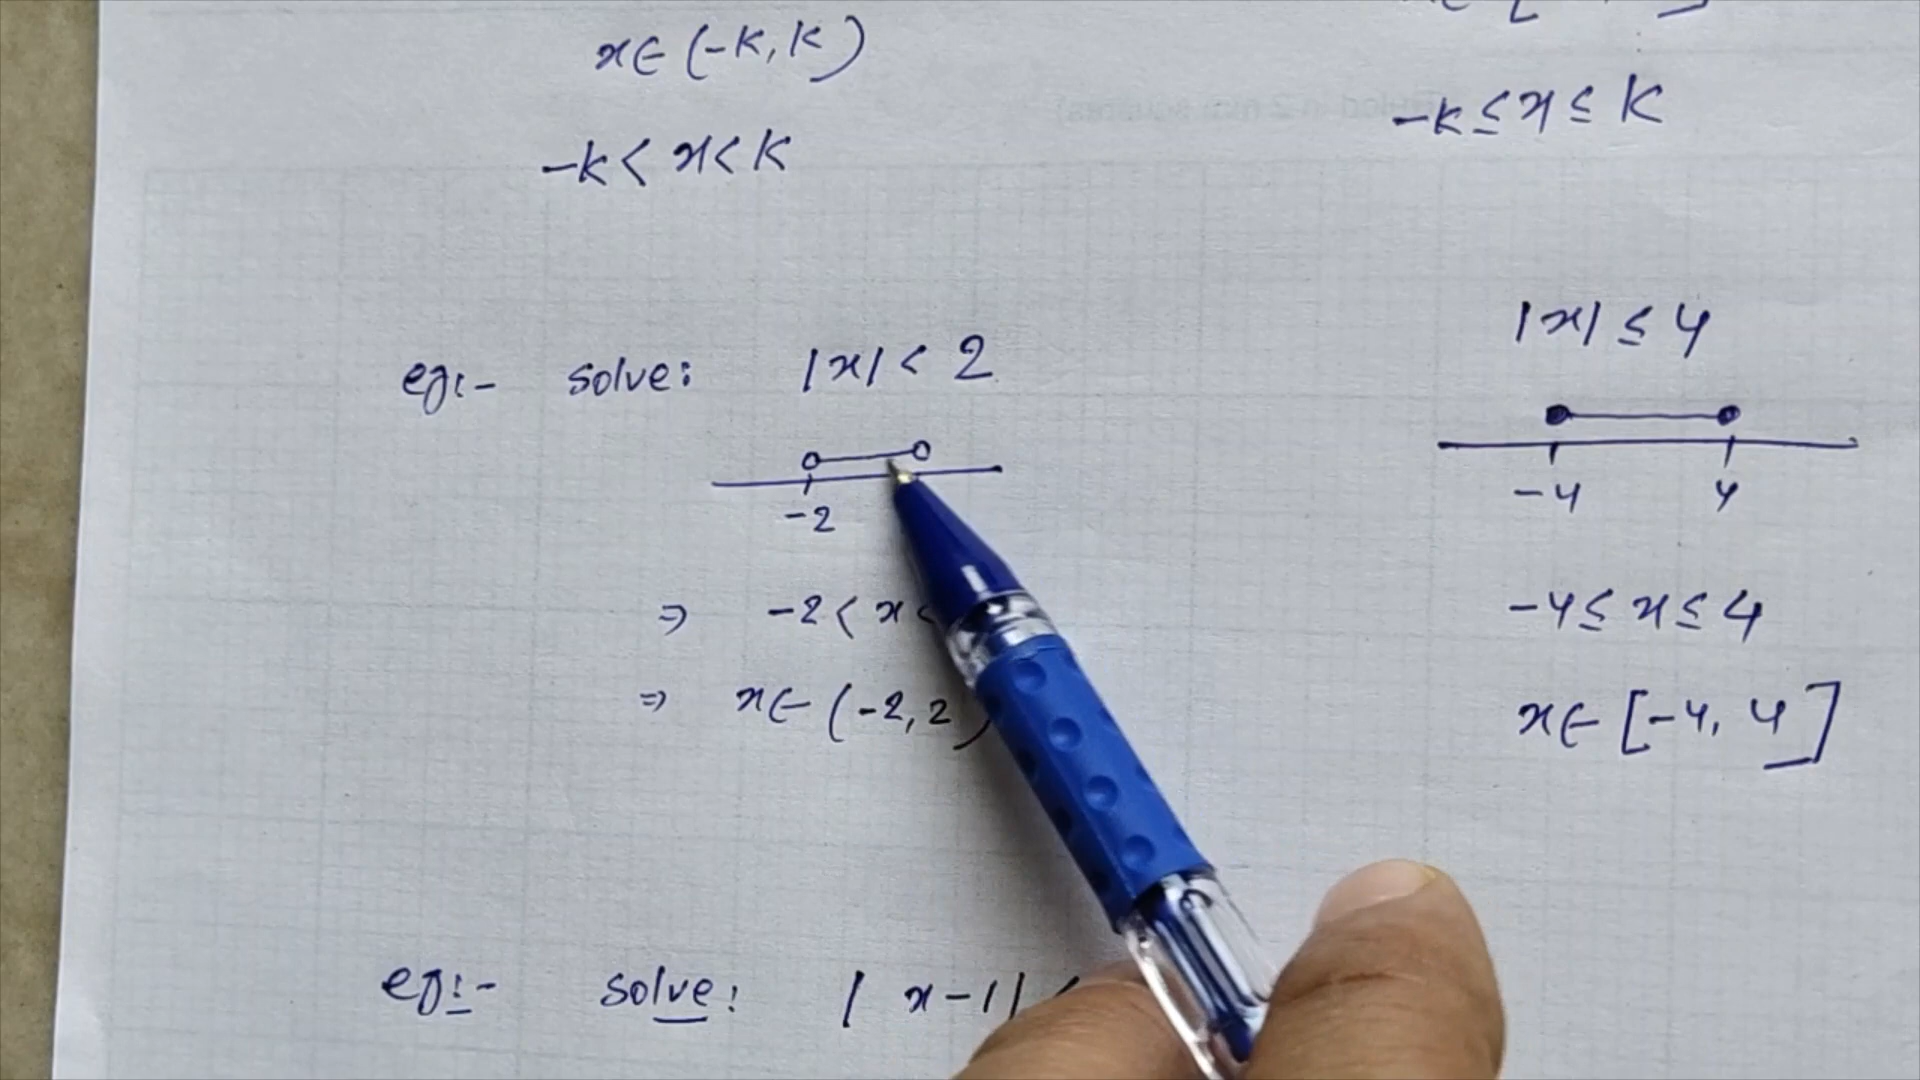 x∈ (-k, k)
-k < x < k
-k ≤ x ≤ k
eg:- solve: |x| < 2
-2
⇒ -2 < x <
⇒ x∈ (-2, 2)
|x| ≤ 4
-4 4
-4 ≤ x ≤ 4
x∈ [-4, 4]
eg:- solve: | x-1| <